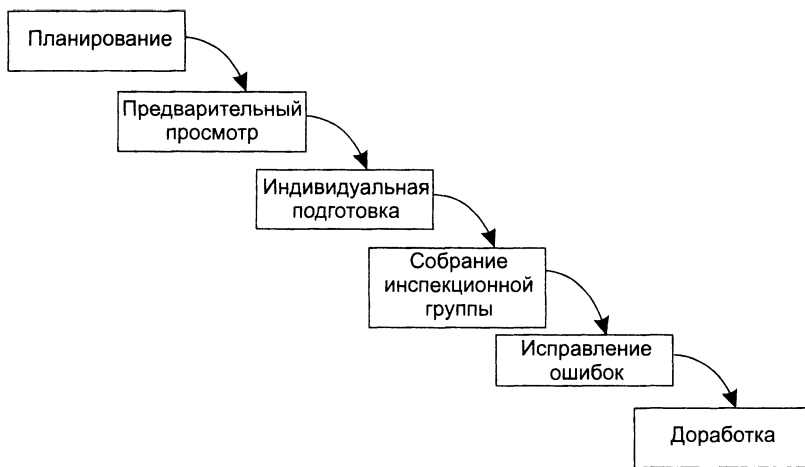 Планирование
Предварительный
просмотр
Индивидуальная
подготовка
Собрание
инспекционной
группы
Исправление
ошибок
Доработка